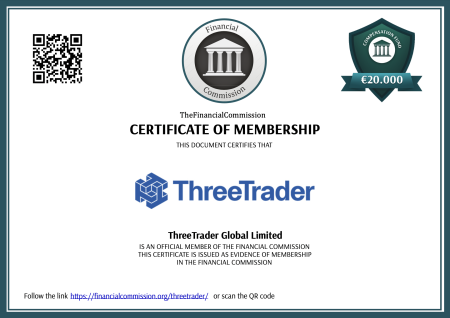 Financial
Commission
COMPENSATION FUND
€20.000
TheFinancialCommission
CERTIFICATE OF MEMBERSHIP
THIS DOCUMENT CERTIFIES THAT
ThreeTrader
ThreeTrader Global Limited
IS AN OFFICIAL MEMBER OF THE FINANCIAL COMMISSION
THIS CERTIFICATE IS ISSUED AS EVIDENCE OF MEMBERSHIP
IN THE FINANCIAL COMMISSION
Follow the link https://financialcommission.org/threetrader/ or scan the QR code